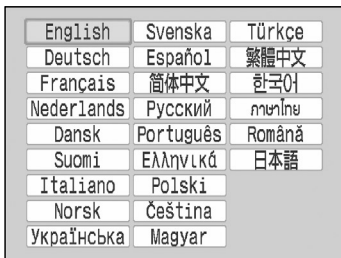 English Svenska Türkçe
Deutsch Español 繁體中文
Français 简体中文 한국어
Nederlands Русский ภาษาไทย
Dansk Português Română
Suomi Ελληνικά 日本語
Italiano Polski
Norsk Čeština
Українська Magyar